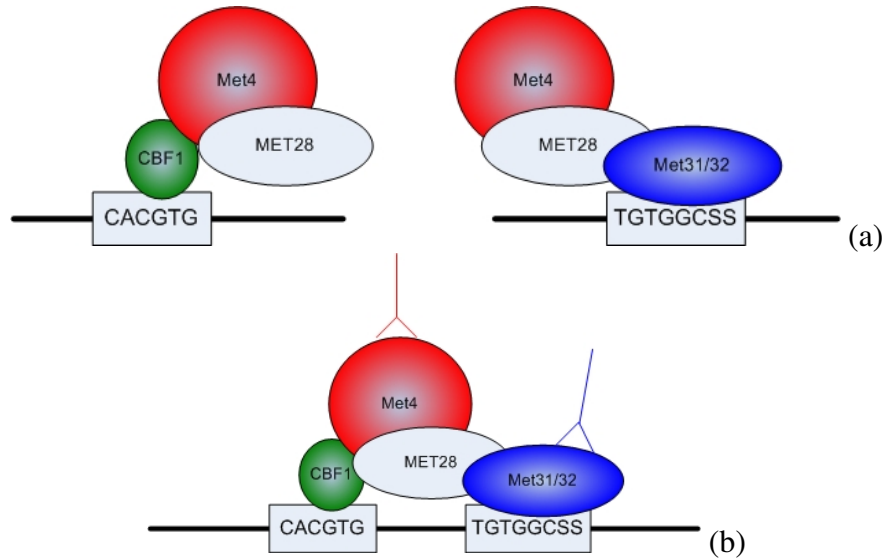 Met4
MET28
CBF1
CACGTG
Met4
MET28
Met31/32
TGTGGCSS
(a)
Met4
MET28
CBF1
Met31/32
CACGTG
TGTGGCSS
(b)